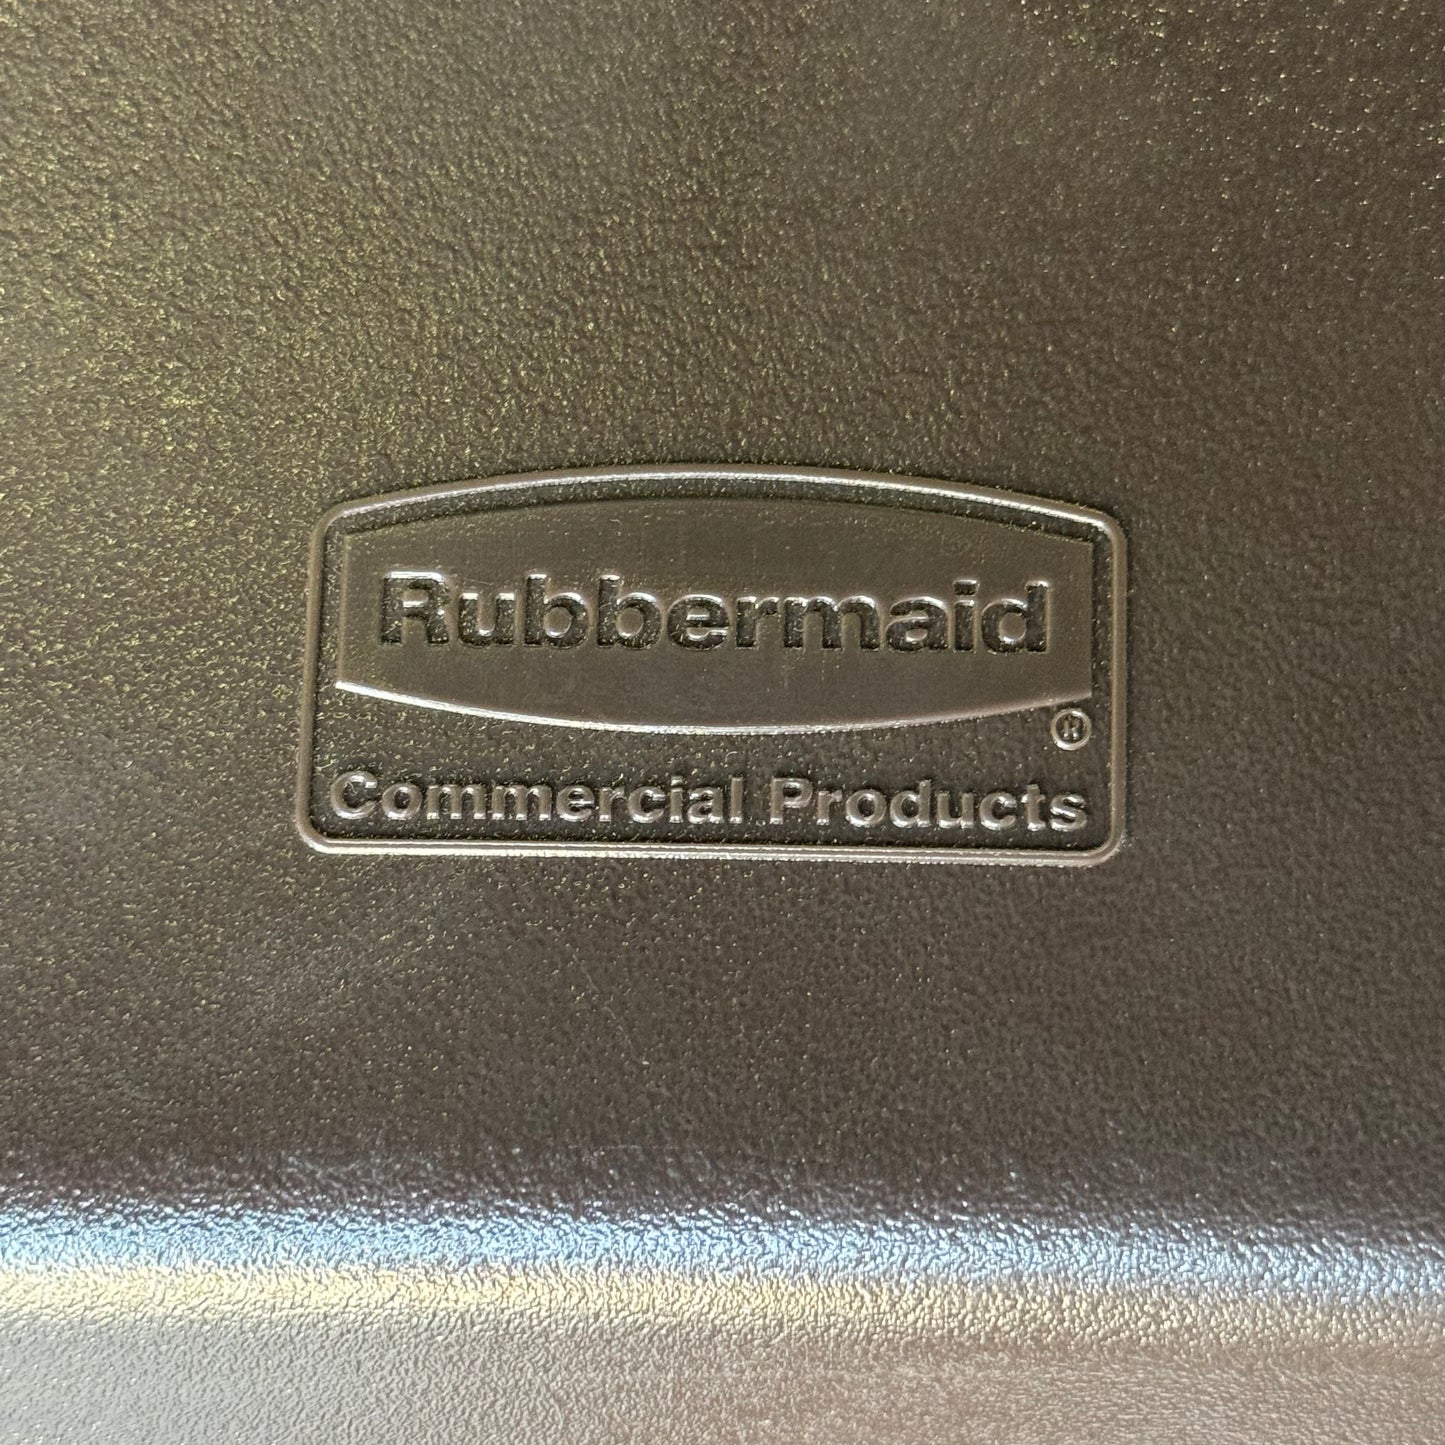 Rubbermaid
®
Commercial Products